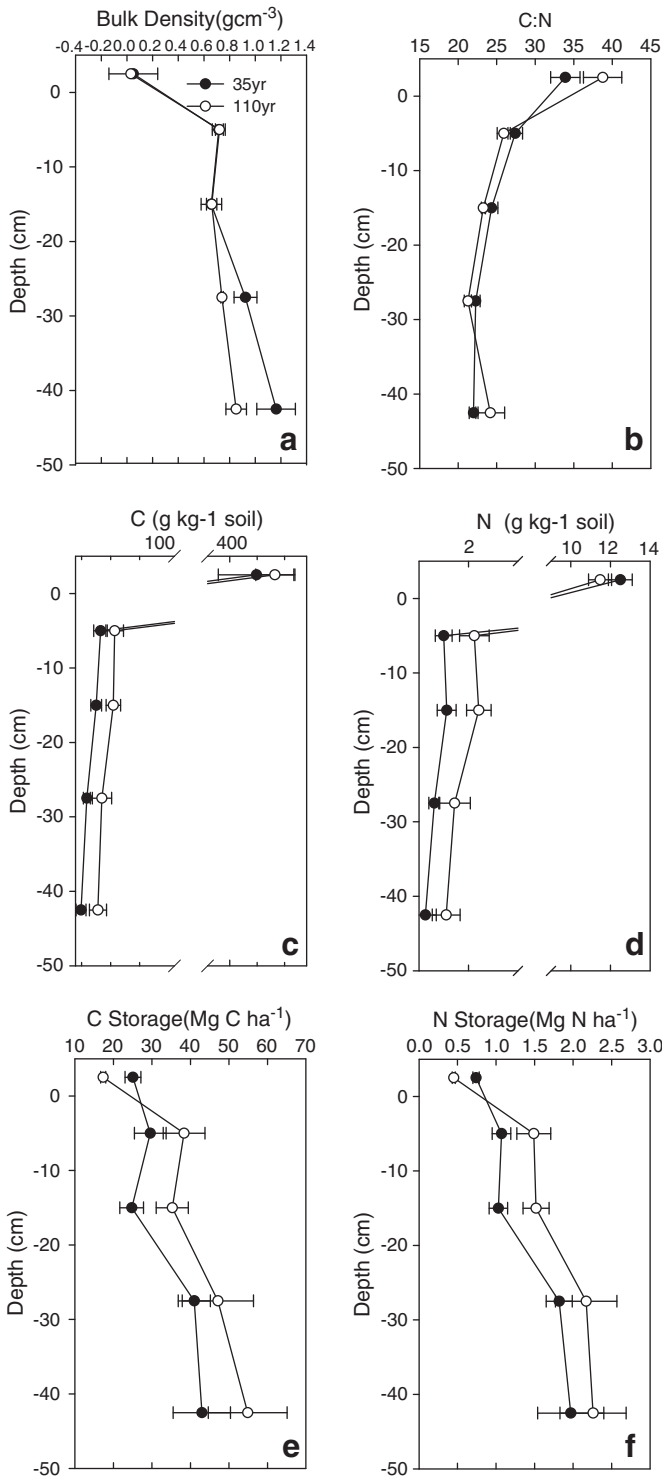 Bulk Density(gcm-3)
-0.4 -0.2 0.0 0.2 0.4 0.6 0.8 1.0 1.2 1.4
35yr
110yr
0
-10
-20
-30
-40
-50
Depth (cm)
a
C:N
15 20 25 30 35 40 45
0
-10
-20
-30
-40
-50
Depth (cm)
b
C (g kg-1 soil)
100 400
0
-10
-20
-30
-40
-50
Depth (cm)
c
N (g kg-1 soil)
2 10 12 14
0
-10
-20
-30
-40
-50
Depth (cm)
d
C Storage(Mg C ha-1)
10 20 30 40 50 60 70
0
-10
-20
-30
-40
-50
Depth (cm)
e
N Storage(Mg N ha-1)
0.0 0.5 1.0 1.5 2.0 2.5 3.0
0
-10
-20
-30
-40
-50
Depth (cm)
f